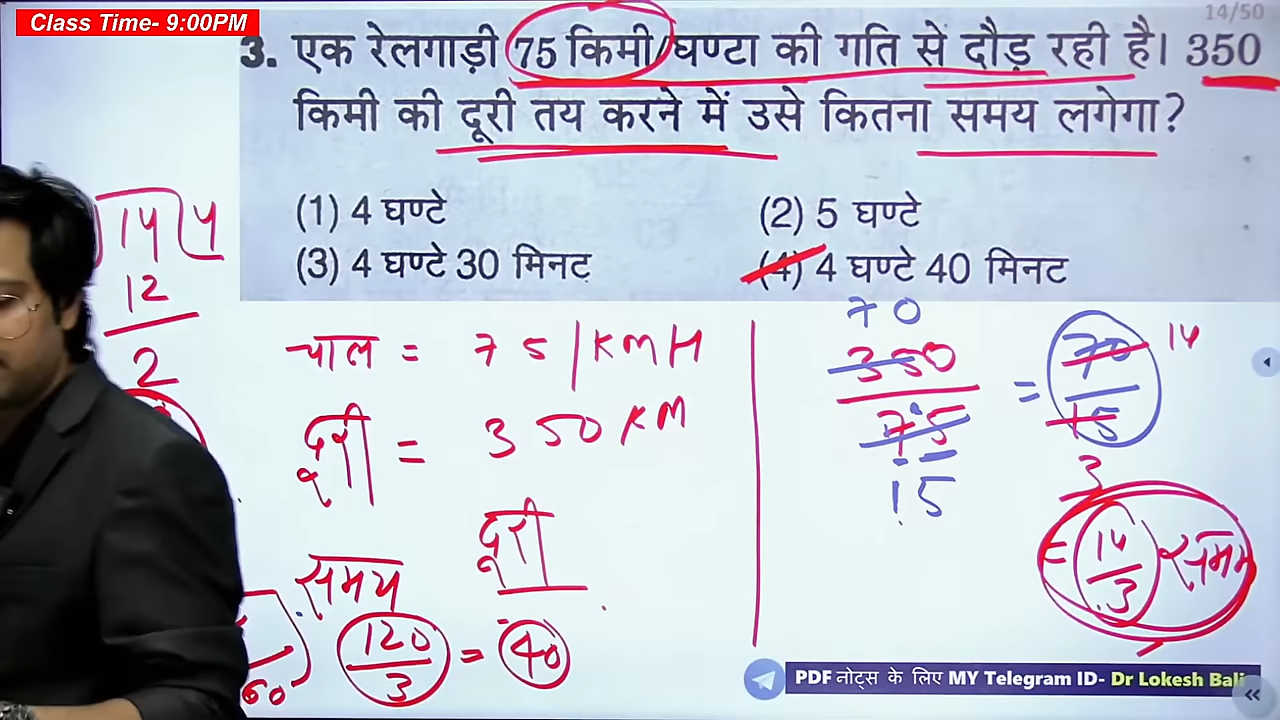 Class Time- 9:00PM
14/50
3. एक रेलगाड़ी 75 किमी/घण्टा की गति से दौड़ रही है। 350
किमी की दूरी तय करने में उसे कितना समय लगेगा?
(1) 4 घण्टे
(2) 5 घण्टे
(3) 4 घण्टे 30 मिनट
(4) 4 घण्टे 40 मिनट
14 4
12
2
चाल = 75/KMH
दूरी = 350 KM
समय दूरी
120/3 = 40
60
70
350
75
15
= 70 14
15
3
= 14/3 समय
PDF नोट्स के लिए MY Telegram ID- Dr Lokesh Bali